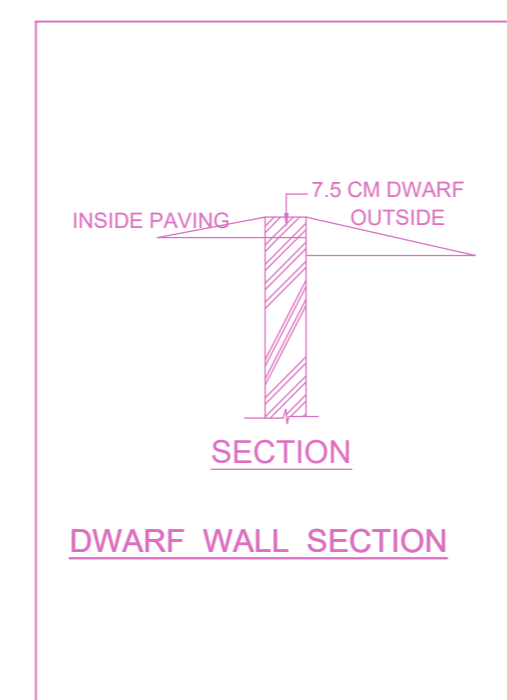 7.5 CM DWARF
INSIDE PAVING
OUTSIDE
SECTION
DWARF WALL SECTION